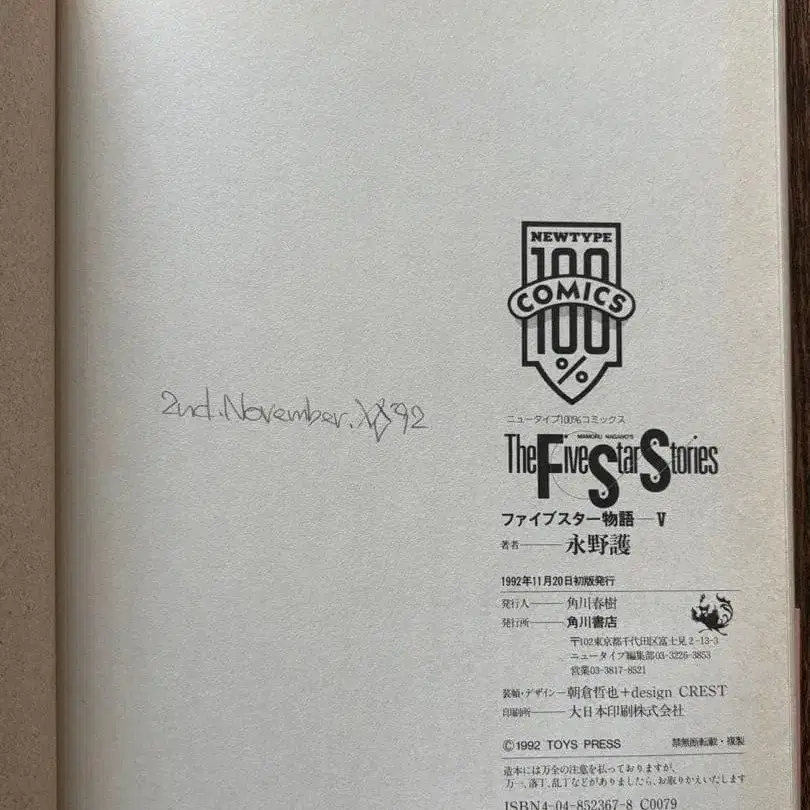 NEWTYPE
100
COMICS
100
%
ニュータイプ100%コミックス
MAMORU NAGANO'S
The Five Star Stories
ファイブスター物語―V
著者―永野護
1992年11月20日初版発行
発行人―角川春樹
発行所―角川書店
〒102東京都千代田区富士見2-13-3
ニュータイプ編集部03-3226-3853
営業03-3817-8521
装幀・デザイン―朝倉哲也+design CREST
印刷所―大日本印刷株式会社
©1992 TOYS PRESS 禁無断転載・複製
造本には万全の注意を払っておりますが、
万一、落丁、乱丁などがありましたら、お取りかえいたします
ISBN4-04-852367-8 C0079
2nd.November.
92